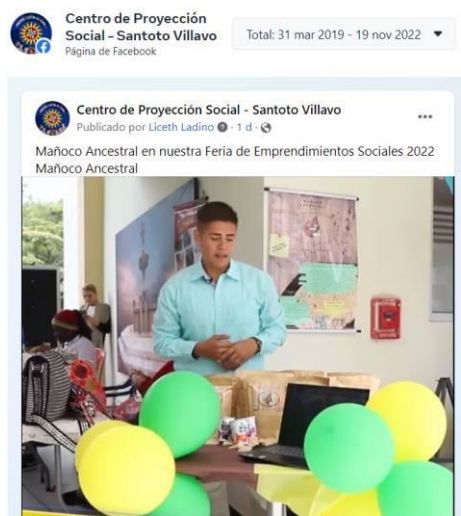 Centro de Proyección
Social - Santoto Villavo
Página de Facebook
Total: 31 mar 2019 - 19 nov 2022
Centro de Proyección Social - Santoto Villavo
Publicado por Liceth Ladino · 1 d ·
Mañoco Ancestral en nuestra Feria de Emprendimientos Sociales 2022
Mañoco Ancestral